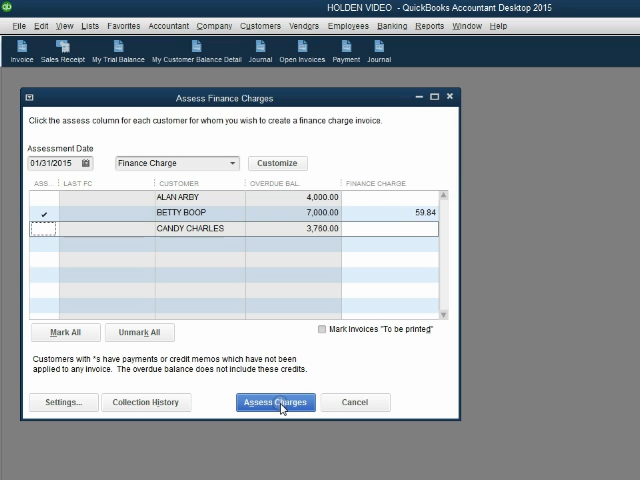 HOLDEN VIDEO - QuickBooks Accountant Desktop 2015
File Edit View Lists Favorites Accountant Company Customers Vendors Employees Banking Reports Window Help
Invoice Sales Receipt My Trial Balance My Customer Balance Detail Journal Open Invoices Payment Journal
Assess Finance Charges
Click the assess column for each customer for whom you wish to create a finance charge invoice.
Assessment Date
01/31/2015 Finance Charge Customize
ASS... LAST FC CUSTOMER OVERDUE BAL. FINANCE CHARGE
ALAN ARBY 4,000.00
✔ BETTY BOOP 7,000.00 59.84
CANDY CHARLES 3,760.00
Mark All Unmark All Mark Invoices "To be printed"
Customers with *s have payments or credit memos which have not been
applied to any invoice. The overdue balance does not include these credits.
Settings... Collection History Assess Charges Cancel